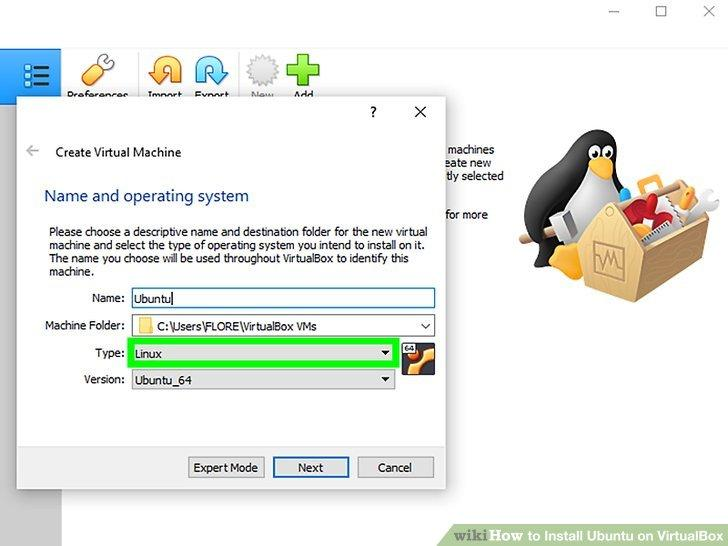 Preferences
Import
Export
New
Add
?
Create Virtual Machine
machines
eate new
tly selected
for more
Name and operating system
Please choose a descriptive name and destination folder for the new virtual
machine and select the type of operating system you intend to install on it.
The name you choose will be used throughout VirtualBox to identify this
machine.
Name: Ubuntu
Machine Folder: C:\Users\FLORE\VirtualBox VMs
Type: Linux
64
Version: Ubuntu_64
Expert Mode
Next
Cancel
wikiHow to Install Ubuntu on VirtualBox